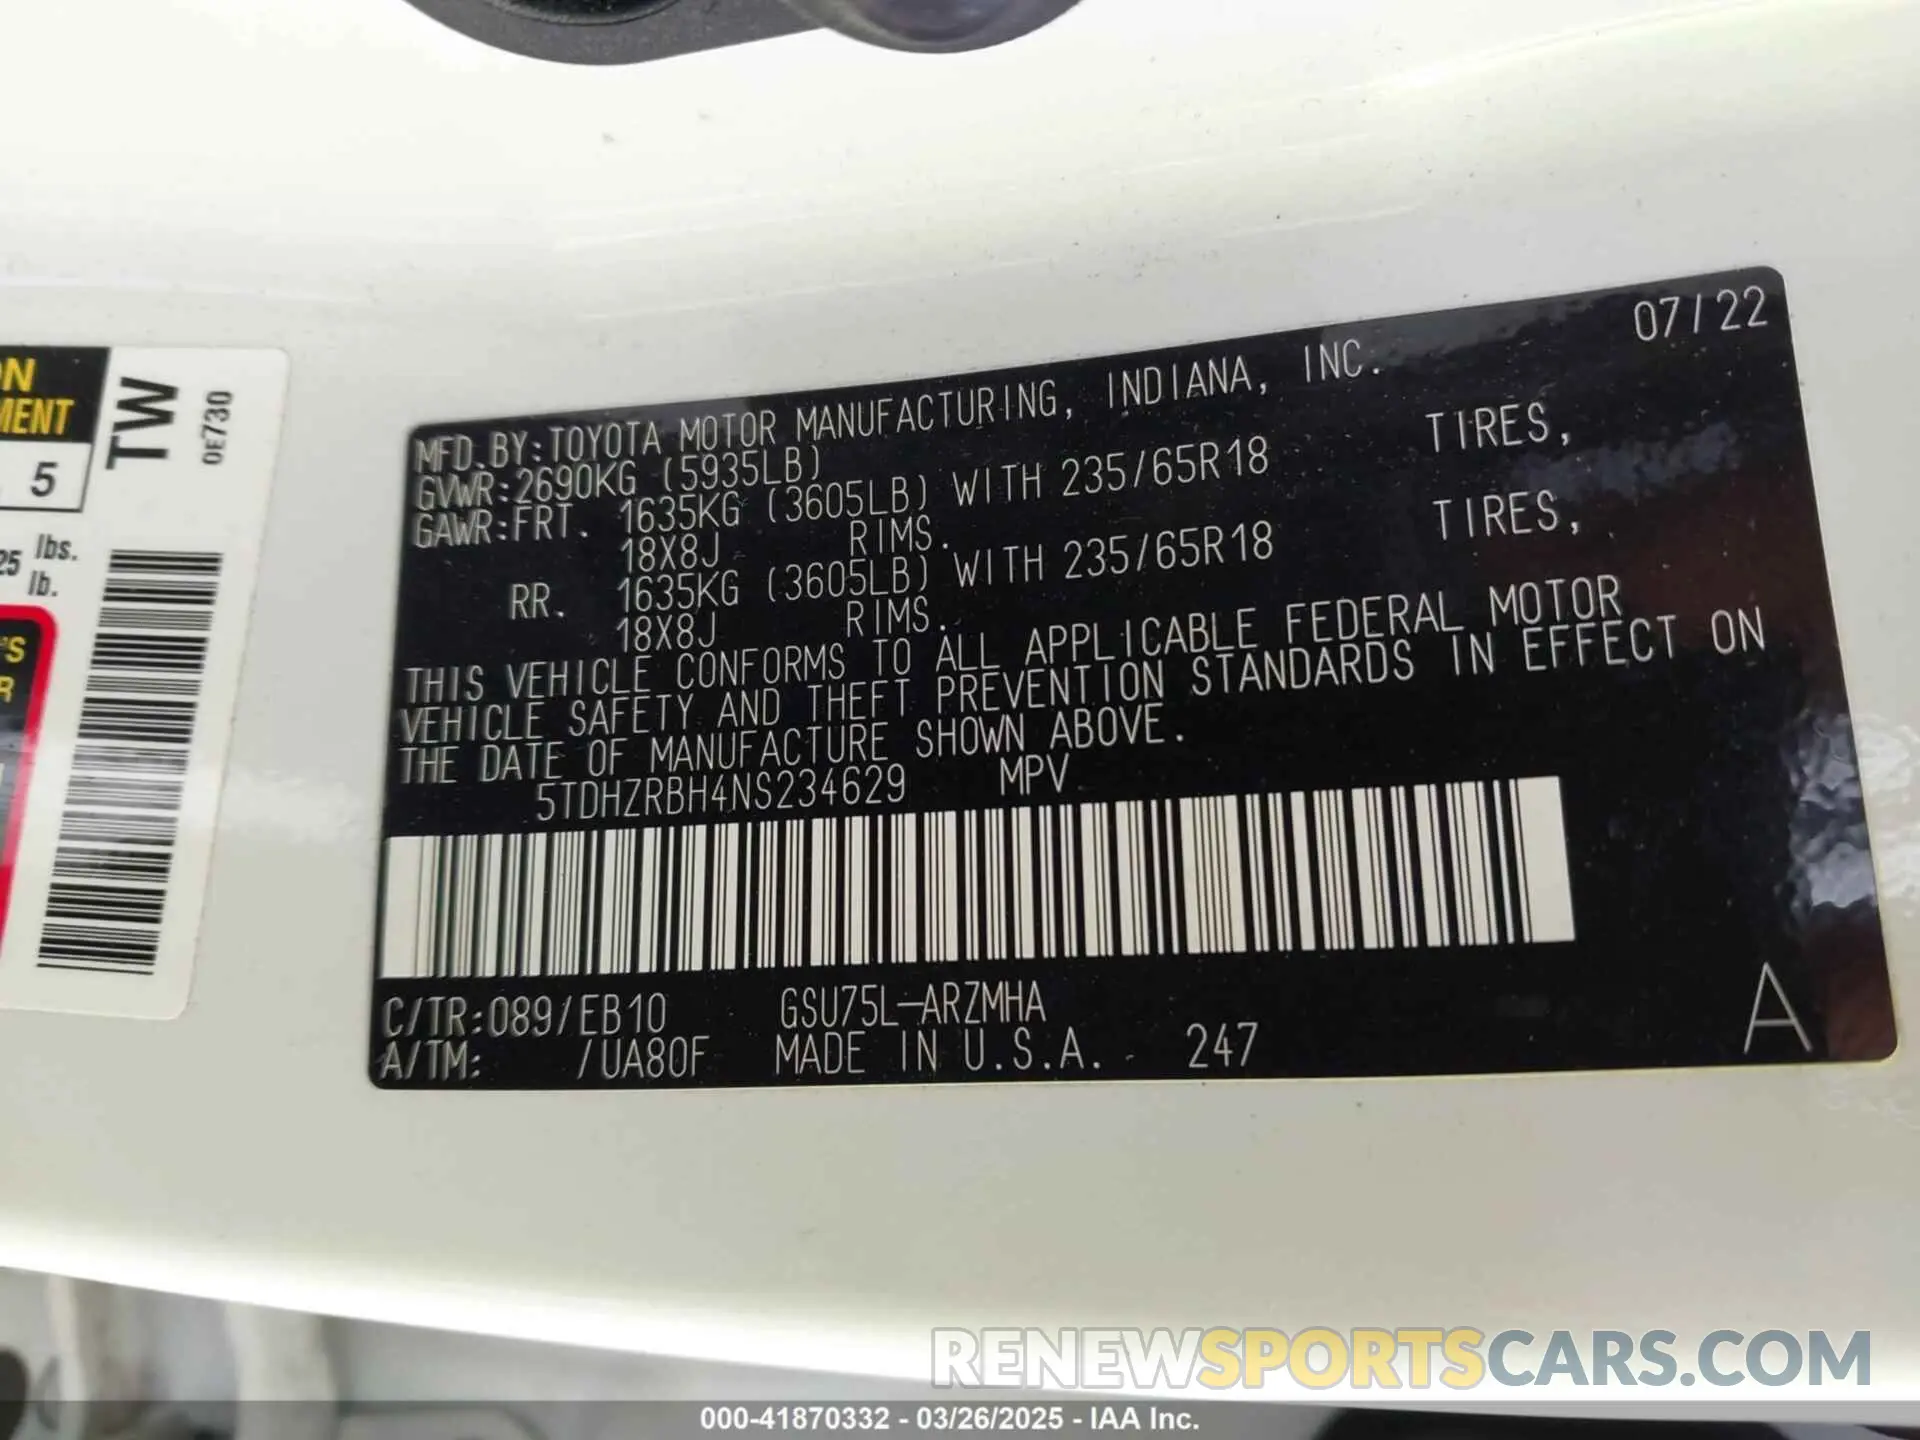 ON
MENT
5
25 lbs.
lb.
'S
R
TW
0E730
07/22
MFD. BY: TOYOTA MOTOR MANUFACTURING, INDIANA, INC.
GVWR: 2690KG (5935LB)
GAWR: FRT. 1635KG (3605LB) WITH 235/65R18 TIRES,
18X8J RIMS.
RR. 1635KG (3605LB) WITH 235/65R18 TIRES,
18X8J RIMS.
THIS VEHICLE CONFORMS TO ALL APPLICABLE FEDERAL MOTOR
VEHICLE SAFETY AND THEFT PREVENTION STANDARDS IN EFFECT ON
THE DATE OF MANUFACTURE SHOWN ABOVE.
5TDHZRBH4NS234629 MPV
C/TR: 089/EB10 GSU75L-ARZMHA
A/TM: /UA80F MADE IN U.S.A. 247
A
RENEWSPORTSCARS.COM
000-41870332 - 03/26/2025 - IAA Inc.